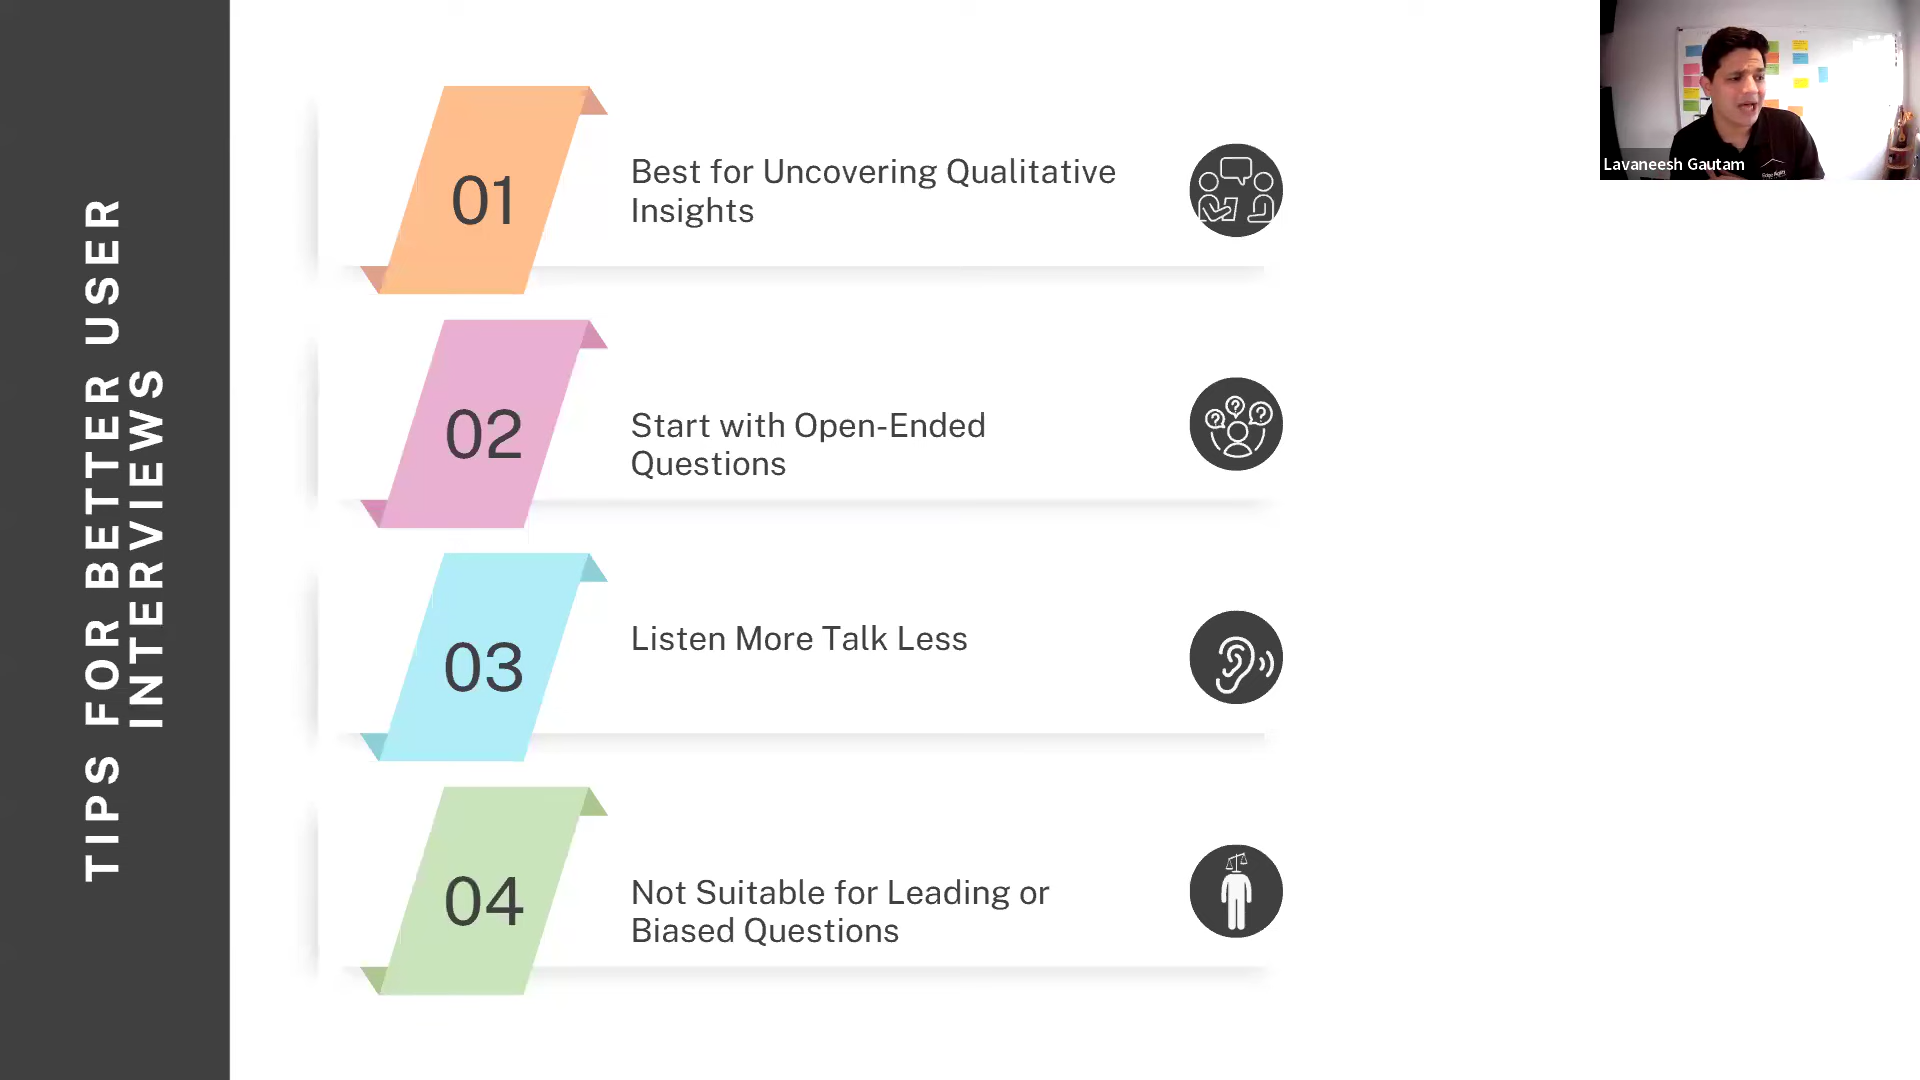 TIPS FOR BETTER USER
INTERVIEWS
01
Best for Uncovering Qualitative
Insights
02
Start with Open-Ended
Questions
03
Listen More Talk Less
04
Not Suitable for Leading or
Biased Questions
Lavaneesh Gautam